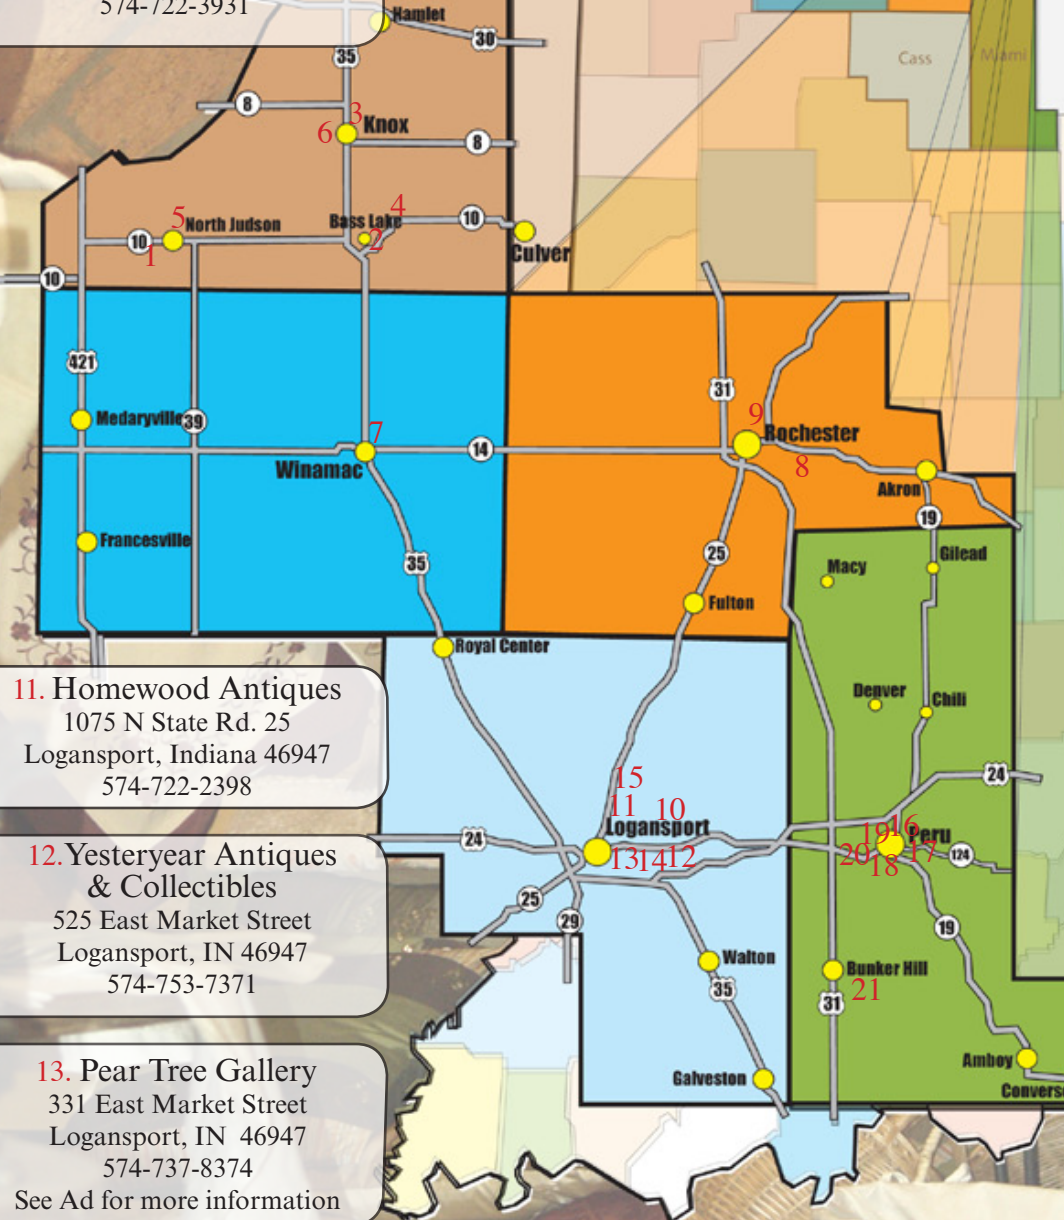 574-722-3931
Hamlet
30
35
Cass
Miami
8
3
6
Knox
8
4
5
North Judson
Bass Lake
10
10
2
1
Culver
10
421
31
Medaryville
39
9
7
Rochester
14
Winamac
8
Akron
19
Francesville
25
Gilead
35
Macy
Fulton
Royal Center
11. Homewood Antiques
1075 N State Rd. 25
Logansport, Indiana 46947
574-722-2398
Denver
Chili
24
15
11
10
Logansport
16
19
Peru
24
13
14
12
20
17
18
124
12. Yesteryear Antiques
& Collectibles
525 East Market Street
Logansport, IN 46947
574-753-7371
25
29
19
Walton
Bunker Hill
35
21
31
13. Pear Tree Gallery
331 East Market Street
Logansport, IN 46947
574-737-8374
See Ad for more information
Galveston
Amboy